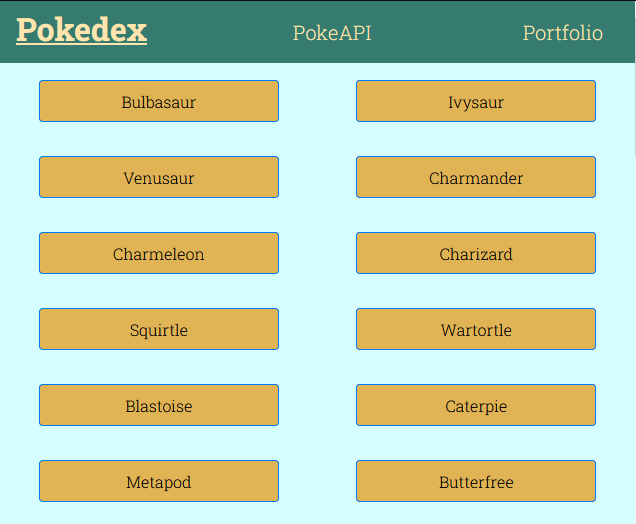 Pokedex PokeAPI Portfolio
Bulbasaur Ivysaur
Venusaur Charmander
Charmeleon Charizard
Squirtle Wartortle
Blastoise Caterpie
Metapod Butterfree